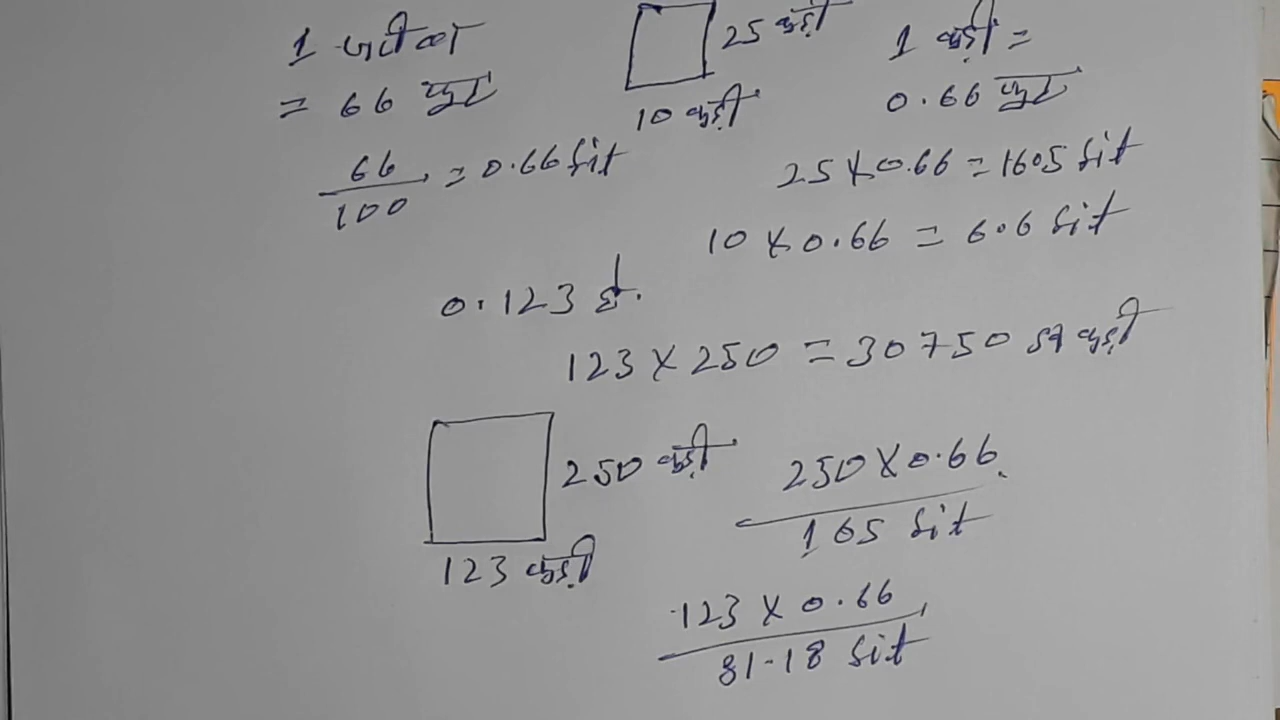 1 जरीब का
= 66 फुट
66/100 = 0.66 fit
25 कड़ी
10 कड़ी
1 कड़ी =
0.66 फुट
25 X 0.66 = 16.5 fit
10 X 0.66 = 6.6 fit
0.123 हे.
123 X 250 = 30750 कड़ी
250 कड़ी
123 कड़ी
250 X 0.66
165 fit
123 X 0.66
81.18 fit